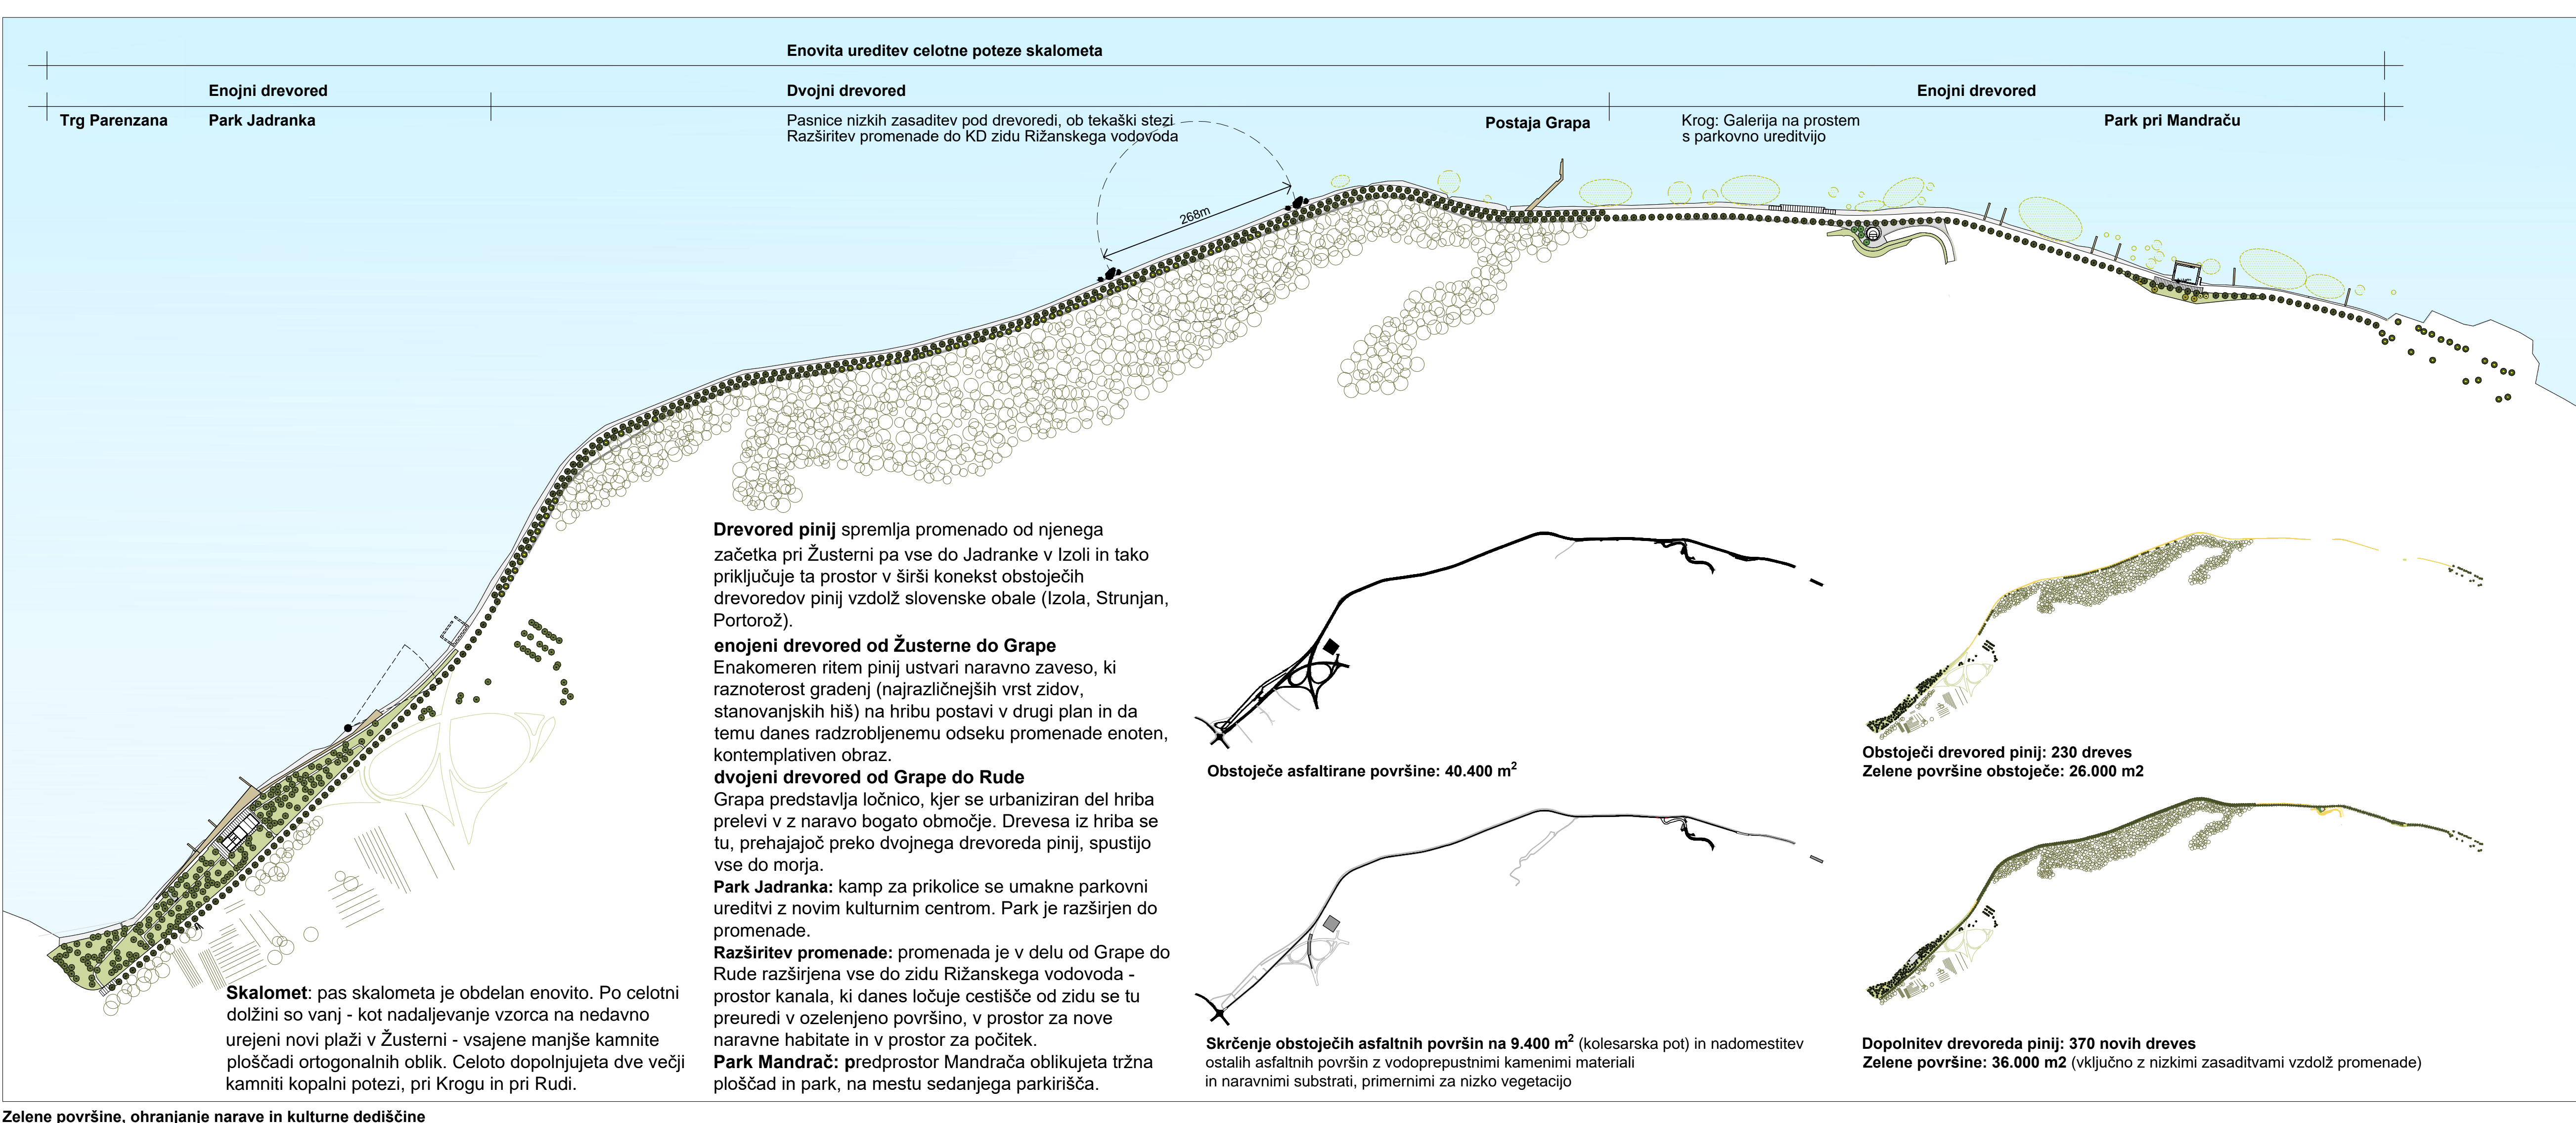 Enovita ureditev celotne poteze skalometa
Enojni drevored
Dvojni drevored
Enojni drevored
Trg Parenzana
Park Jadranka
Pasnice nizkih zasaditev pod drevoredi, ob tekaški stezi
Razširitev promenade do KD zidu Rižanskega vodovoda
Postaja Grapa
Krog: Galerija na prostem
s parkovno ureditvijo
Park pri Mandraču
268m
Drevored pinij spremlja promenado od njenega
začetka pri Žusterni pa vse do Jadranke v Izoli in tako
priključuje ta prostor v širši konekst obstoječih
drevoredov pinij vzdolž slovenske obale (Izola, Strunjan,
Portorož).
enojeni drevored od Žusterne do Grape
Enakomeren ritem pinij ustvari naravno zaveso, ki
raznoterost gradenj (najrazličnejših vrst zidov,
stanovanjskih hiš) na hribu postavi v drugi plan in da
temu danes radzrobljenemu odseku promenade enoten,
kontemplativen obraz.
dvojeni drevored od Grape do Rude
Grapa predstavlja ločnico, kjer se urbaniziran del hriba
prelevi v z naravo bogato območje. Drevesa iz hriba se
tu, prehajajoč preko dvojnega drevoreda pinij, spustijo
vse do morja.
Park Jadranka: kamp za prikolice se umakne parkovni
ureditvi z novim kulturnim centrom. Park je razširjen do
promenade.
Razširitev promenade: promenada je v delu od Grape do
Rude razširjena vse do zidu Rižanskega vodovoda -
prostor kanala, ki danes ločuje cestišče od zidu se tu
preuredi v ozelenjeno površino, v prostor za nove
naravne habitate in v prostor za počitek.
Park Mandrač: predprostor Mandrača oblikujeta tržna
ploščad in park, na mestu sedanjega parkirišča.
Skalomet: pas skalometa je obdelan enovito. Po celotni
dolžini so vanj - kot nadaljevanje vzorca na nedavno
urejeni novi plaži v Žusterni - vsajene manjše kamnite
ploščadi ortogonalnih oblik. Celoto dopolnjujeta dve večji
kamniti kopalni potezi, pri Krogu in pri Rudi.
Obstoječe asfaltirane površine: 40.400 m²
Skrčenje obstoječih asfaltnih površin na 9.400 m² (kolesarska pot) in nadomestitev
ostalih asfaltnih površin z vodoprepustnimi kamenimi materiali
in naravnimi substrati, primernimi za nizko vegetacijo
Obstoječi drevored pinij: 230 dreves
Zelene površine obstoječe: 26.000 m2
Dopolnitev drevoreda pinij: 370 novih dreves
Zelene površine: 36.000 m2 (vključno z nizkimi zasaditvami vzdolž promenade)
Zelene površine, ohranjanje narave in kulturne dediščine